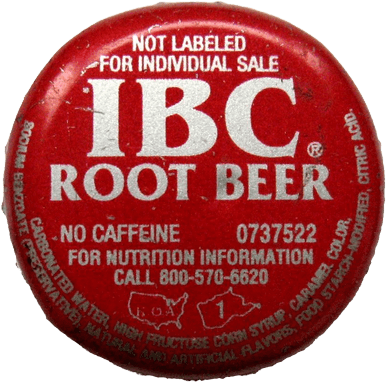 NOT LABELED
FOR INDIVIDUAL SALE
IBC®
ROOT BEER
NO CAFFEINE 0737522
FOR NUTRITION INFORMATION
CALL 800-570-6620
1
CARBONATED WATER, HIGH FRUCTOSE CORN SYRUP, CARAMEL COLOR,
SODIUM BENZOATE (PRESERVATIVE), NATURAL AND ARTIFICIAL FLAVORS, FOOD STARCH-MODIFIED, CITRIC ACID.